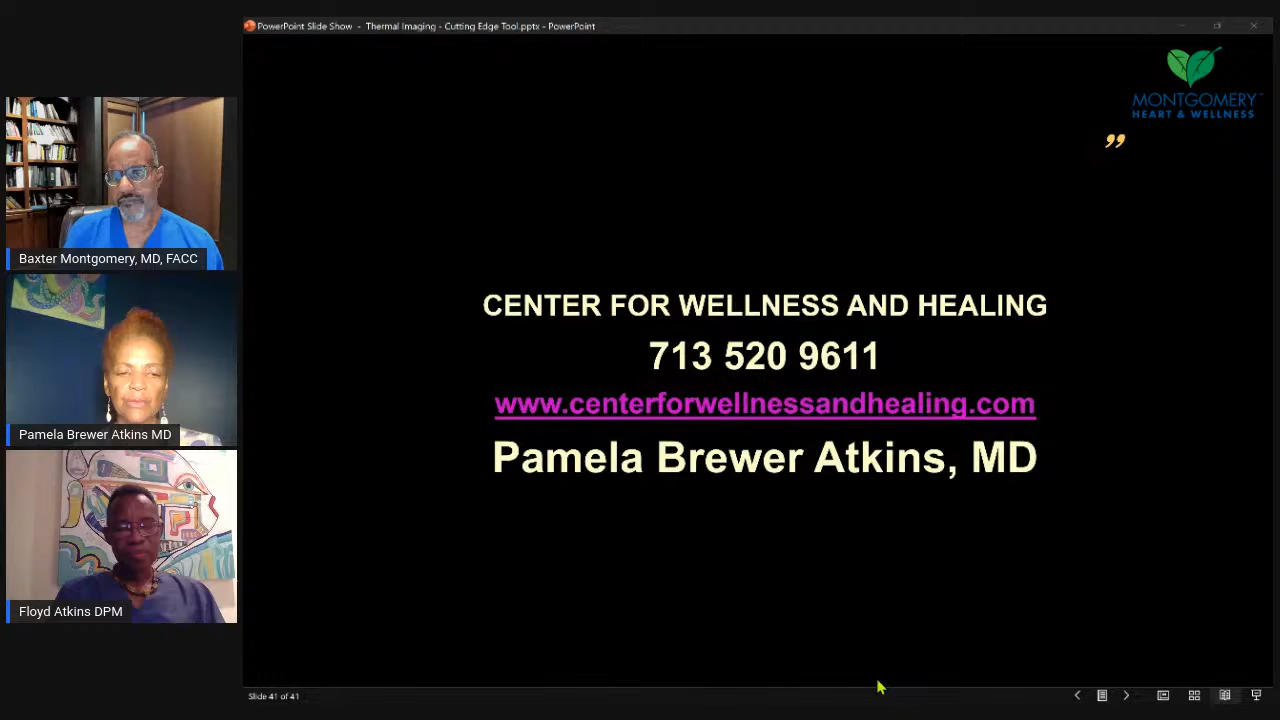 PowerPoint Slide Show - Thermal Imaging - Cutting Edge Tool.pptx - PowerPoint
MONTGOMERY™
HEART & WELLNESS
”
Baxter Montgomery, MD, FACC
CENTER FOR WELLNESS AND HEALING
713 520 9611
www.centerforwellnessandhealing.com
Pamela Brewer Atkins, MD
Pamela Brewer Atkins MD
Floyd Atkins DPM
Slide 41 of 41